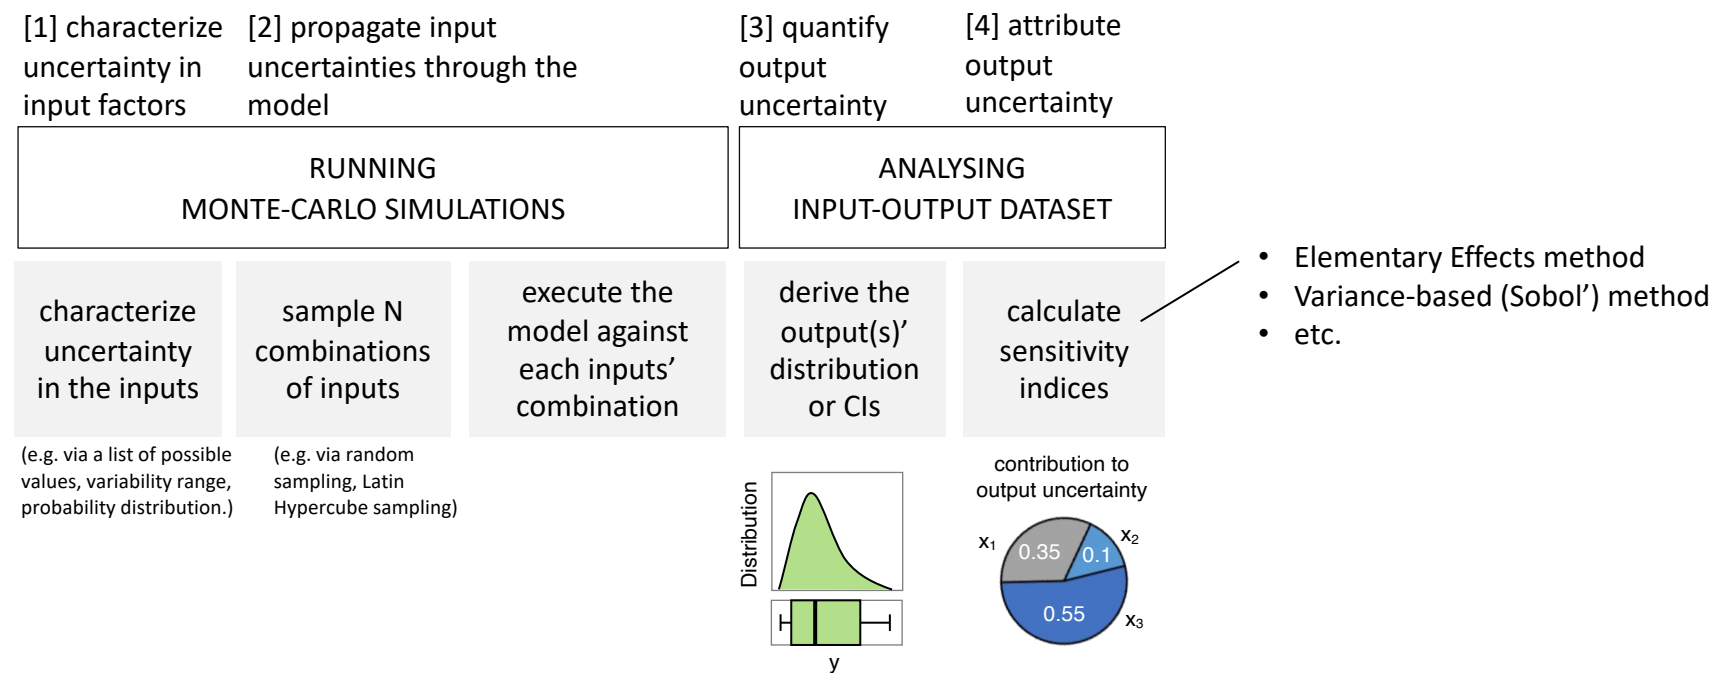 [1] characterize
uncertainty in
input factors
[2] propagate input
uncertainties through the
model
[3] quantify
output
uncertainty
[4] attribute
output
uncertainty
RUNNING
MONTE-CARLO SIMULATIONS
ANALYSING
INPUT-OUTPUT DATASET
characterize
uncertainty
in the inputs
sample N
combinations
of inputs
execute the
model against
each inputs’
combination
derive the
output(s)’
distribution
or CIs
calculate
sensitivity
indices
• Elementary Effects method
• Variance-based (Sobol’) method
• etc.
(e.g. via a list of possible
values, variability range,
probability distribution.)
(e.g. via random
sampling, Latin
Hypercube sampling)
Distribution
y
contribution to
output uncertainty
x₁
0.35
0.1
x₂
0.55
x₃